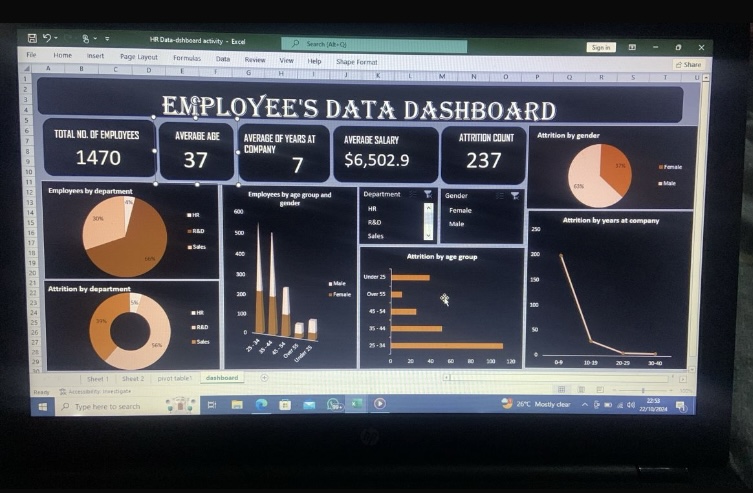 HR Data-dshboard activity - Excel
Search (Alt+Q)
Sign in
File Home Insert Page Layout Formulas Data Review View Help Shape Format
Share
A B C D E F G H I J K L M N O P Q R S T U
EMPLOYEE'S DATA DASHBOARD
TOTAL NO. OF EMPLOYEES
1470
AVERAGE AGE
37
AVERAGE OF YEARS AT
COMPANY
7
AVERAGE SALARY
$6,502.9
ATTRITION COUNT
237
Attrition by gender
37%
63%
Female
Male
Employees by department
4%
30%
66%
HR
R&D
Sales
Employees by age group and
gender
600
500
400
300
200
100
0
25 - 34
35 - 44
45 - 54
Over 55
Under 25
Male
Female
Department
HR
R&D
Sales
Gender
Female
Male
Attrition by years at company
250
200
150
100
50
0
0-9 10-19 20-29 30-40
Attrition by age group
Under 25
Over 55
45 - 54
35 - 44
25 - 34
0 20 40 60 80 100 120
Attrition by department
5%
39%
56%
HR
R&D
Sales
Sheet 1 Sheet 2 pivot table1 dashboard
Ready Accessibility: Investigate
Type here to search
26°C Mostly clear
22:53
22/10/2024